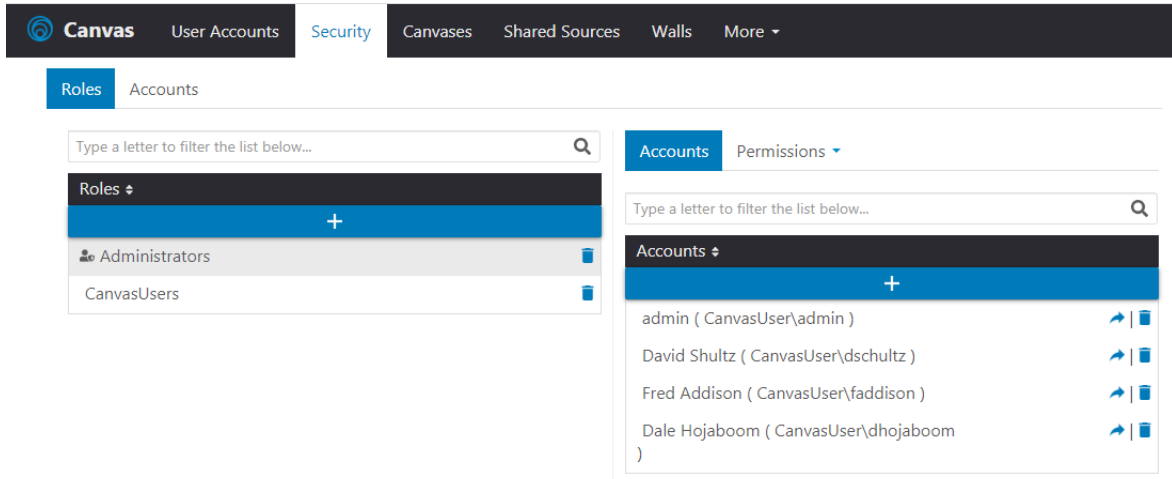 Canvas User Accounts Security Canvases Shared Sources Walls More
Roles Accounts
Type a letter to filter the list below...
Roles
+
Administrators
CanvasUsers
Accounts Permissions
Type a letter to filter the list below...
Accounts
+
admin ( CanvasUser\admin )
|
David Shultz ( CanvasUser\dschultz )
|
Fred Addison ( CanvasUser\faddison )
|
Dale Hojaboom ( CanvasUser\dhojaboom
)
|